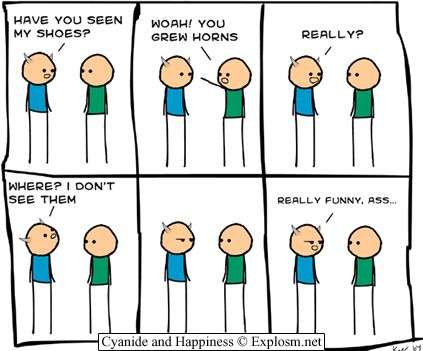 HAVE YOU SEEN
MY SHOES?
WOAH! YOU
GREW HORNS
REALLY?
WHERE? I DON'T
SEE THEM
REALLY FUNNY, ASS...
Cyanide and Happiness © Explosm.net